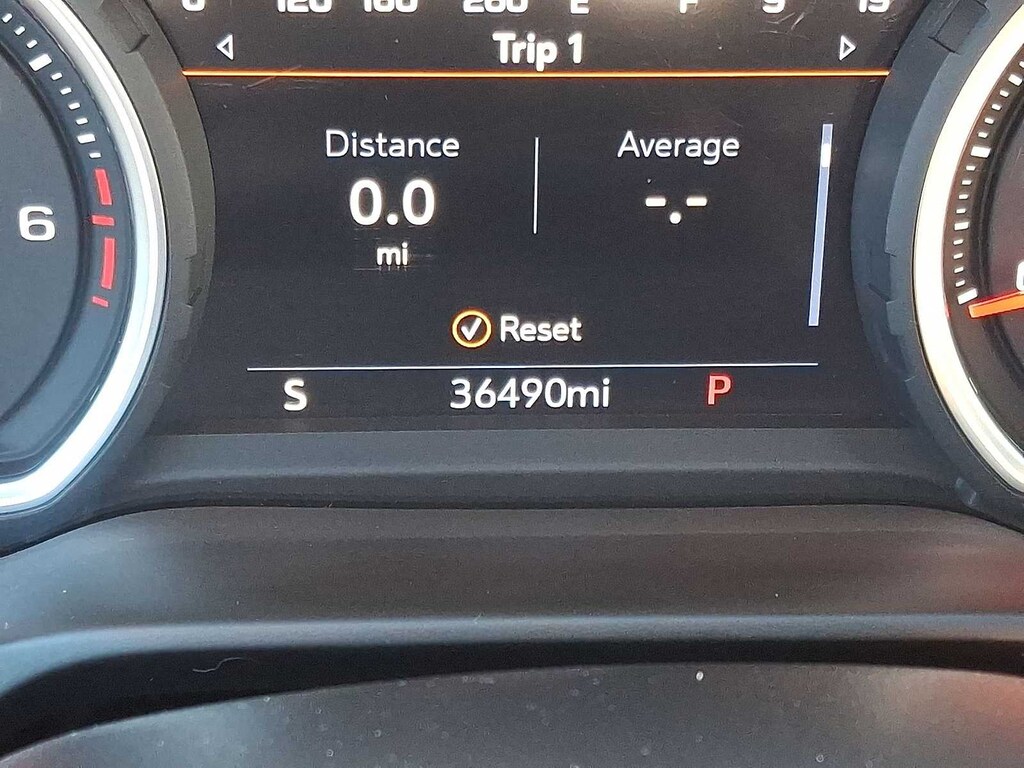 Trip 1
Distance Average
0.0 -.-
mi
6
Reset
S 36490mi P